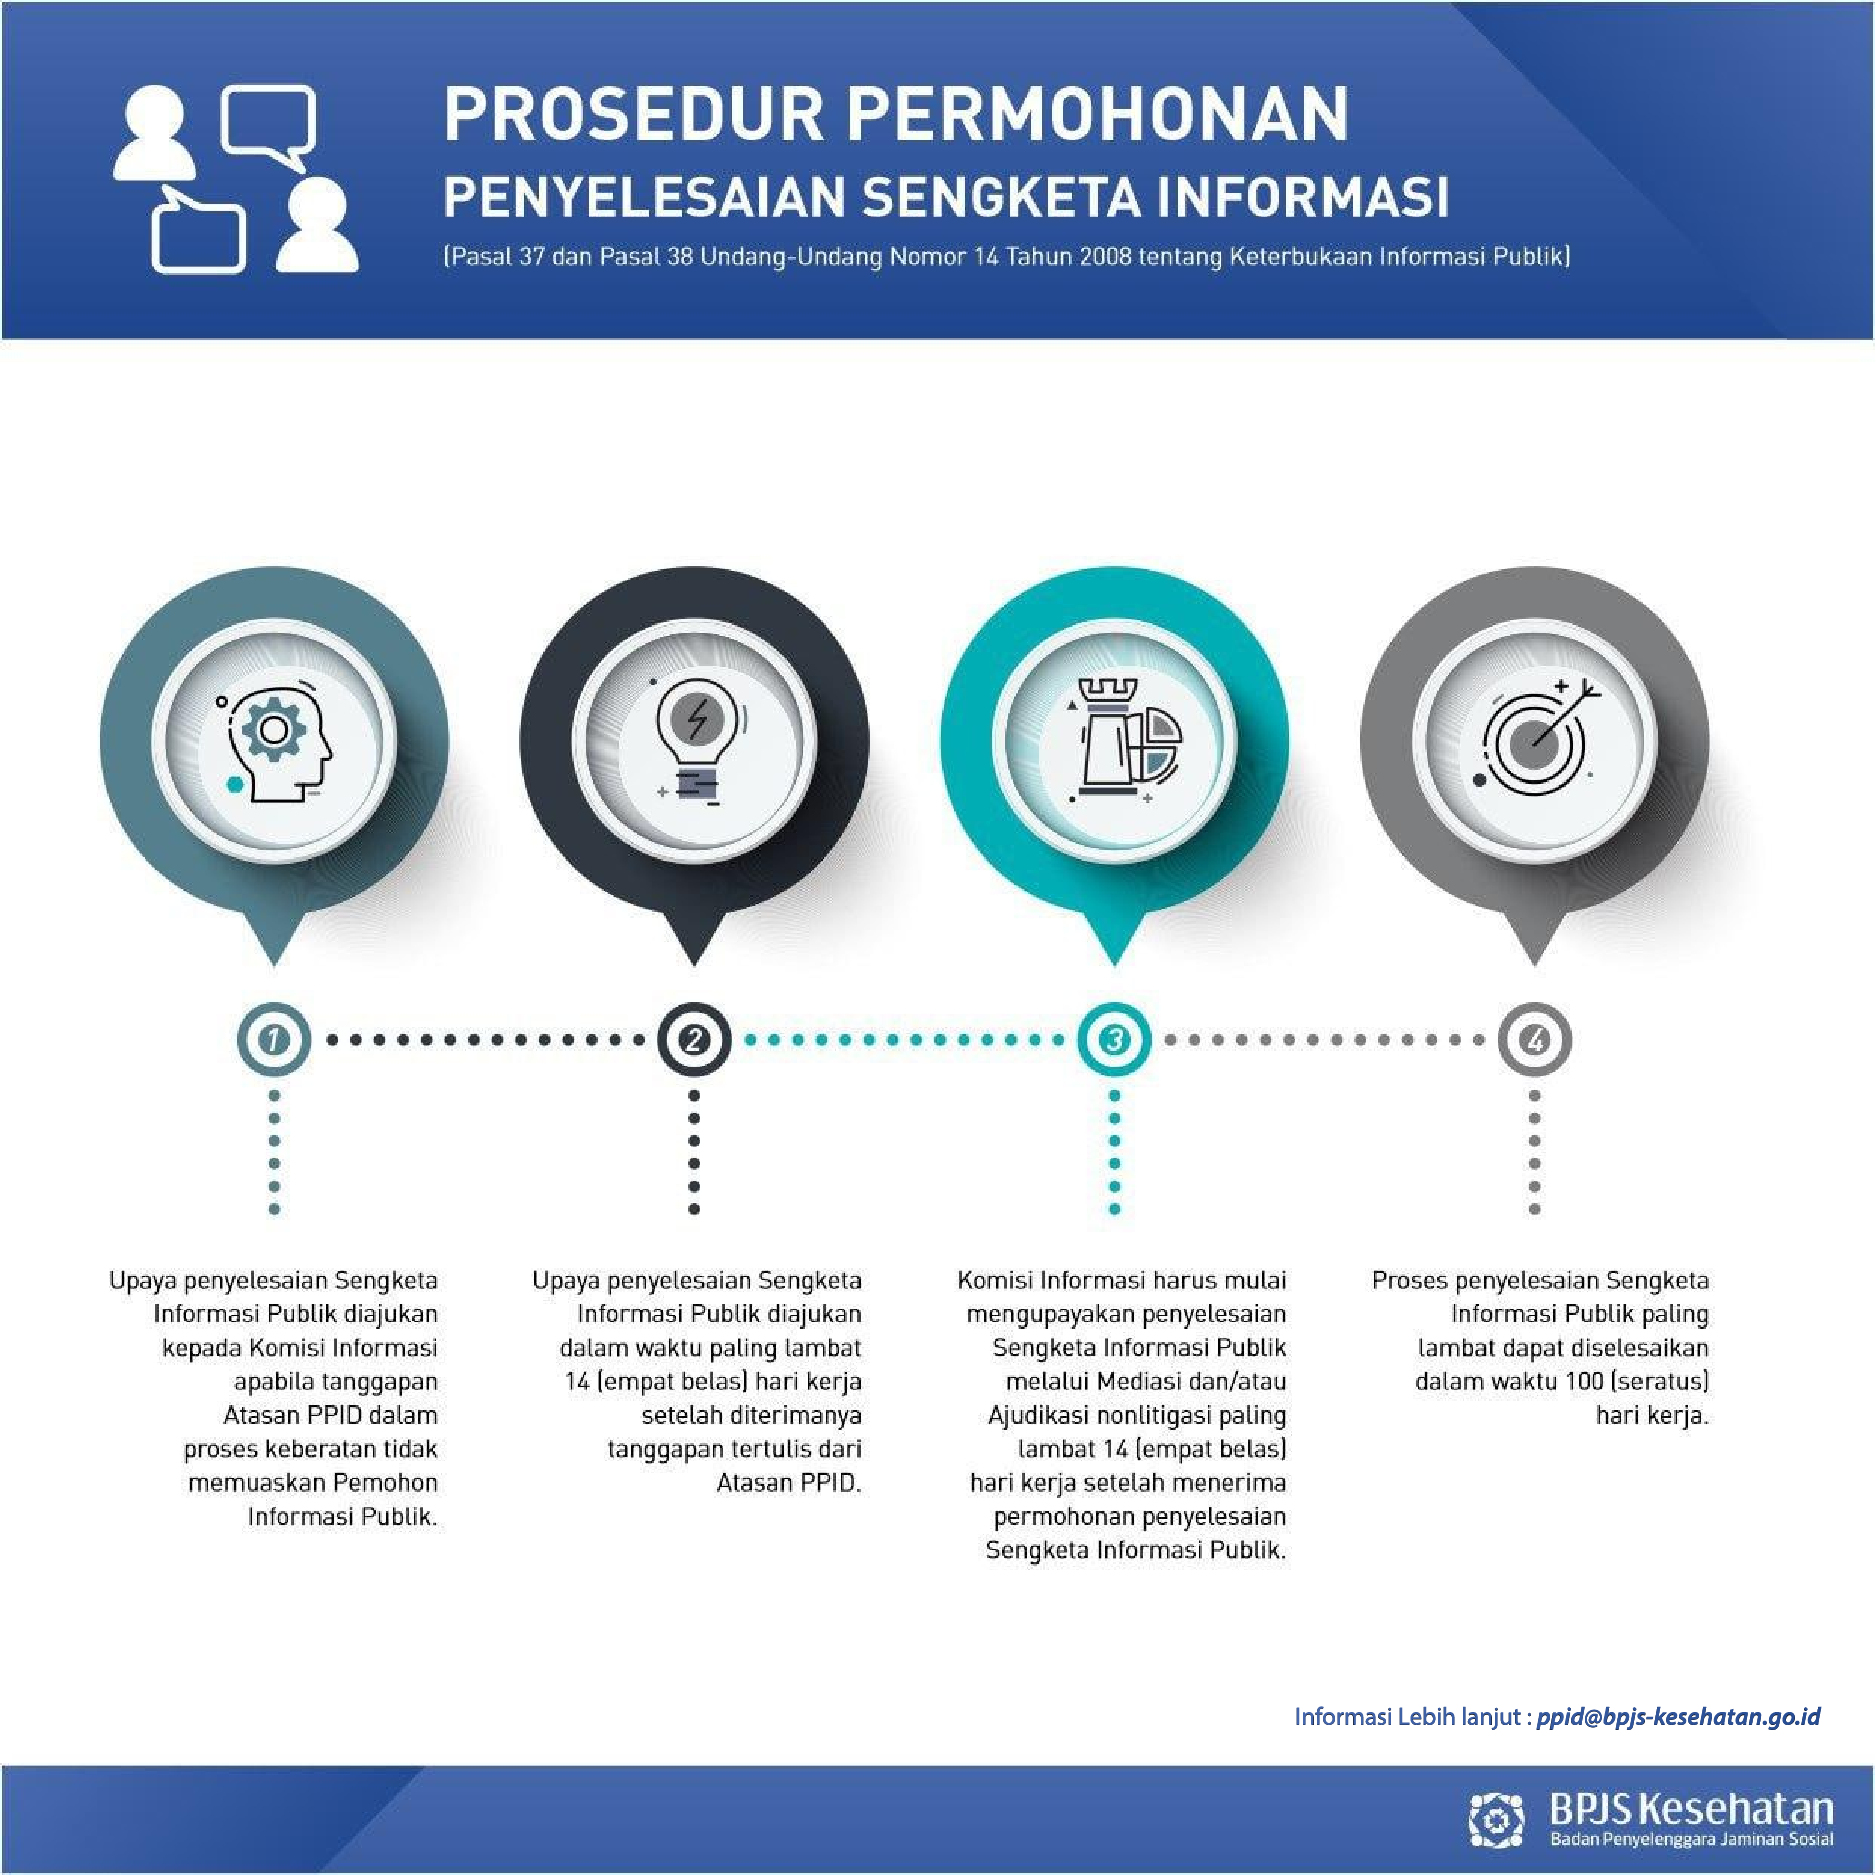 PROSEDUR PERMOHONAN
PENYELESAIAN SENGKETA INFORMASI
(Pasal 37 dan Pasal 38 Undang-Undang Nomor 14 Tahun 2008 tentang Keterbukaan Informasi Publik)
1
2
3
4
Upaya penyelesaian Sengketa
Informasi Publik diajukan
kepada Komisi Informasi
apabila tanggapan
Atasan PPID dalam
proses keberatan tidak
memuaskan Pemohon
Informasi Publik.
Upaya penyelesaian Sengketa
Informasi Publik diajukan
dalam waktu paling lambat
14 (empat belas) hari kerja
setelah diterimanya
tanggapan tertulis dari
Atasan PPID.
Komisi Informasi harus mulai
mengupayakan penyelesaian
Sengketa Informasi Publik
melalui Mediasi dan/atau
Ajudikasi nonlitigasi paling
lambat 14 (empat belas)
hari kerja setelah menerima
permohonan penyelesaian
Sengketa Informasi Publik.
Proses penyelesaian Sengketa
Informasi Publik paling
lambat dapat diselesaikan
dalam waktu 100 (seratus)
hari kerja.
Informasi Lebih lanjut : ppid@bpjs-kesehatan.go.id
BPJS Kesehatan
Badan Penyelenggara Jaminan Sosial